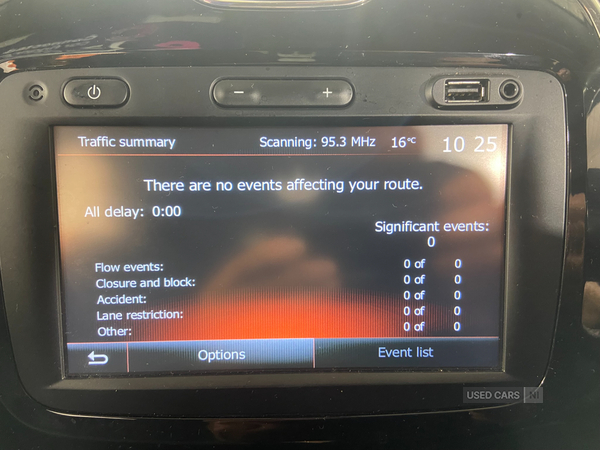 Traffic summary Scanning: 95.3 MHz 16°C 10 25
There are no events affecting your route.
All delay: 0:00
Significant events:
0
Flow events: 0 of 0
Closure and block: 0 of 0
Accident: 0 of 0
Lane restriction: 0 of 0
Other: 0 of 0
Options Event list
USED CARS NI